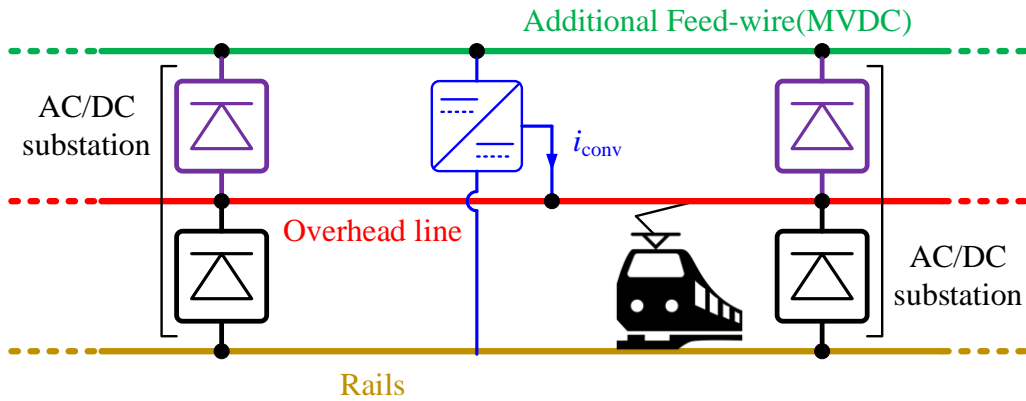 Additional Feed-wire(MVDC)
AC/DC
substation
i_conv
Overhead line
AC/DC
substation
Rails